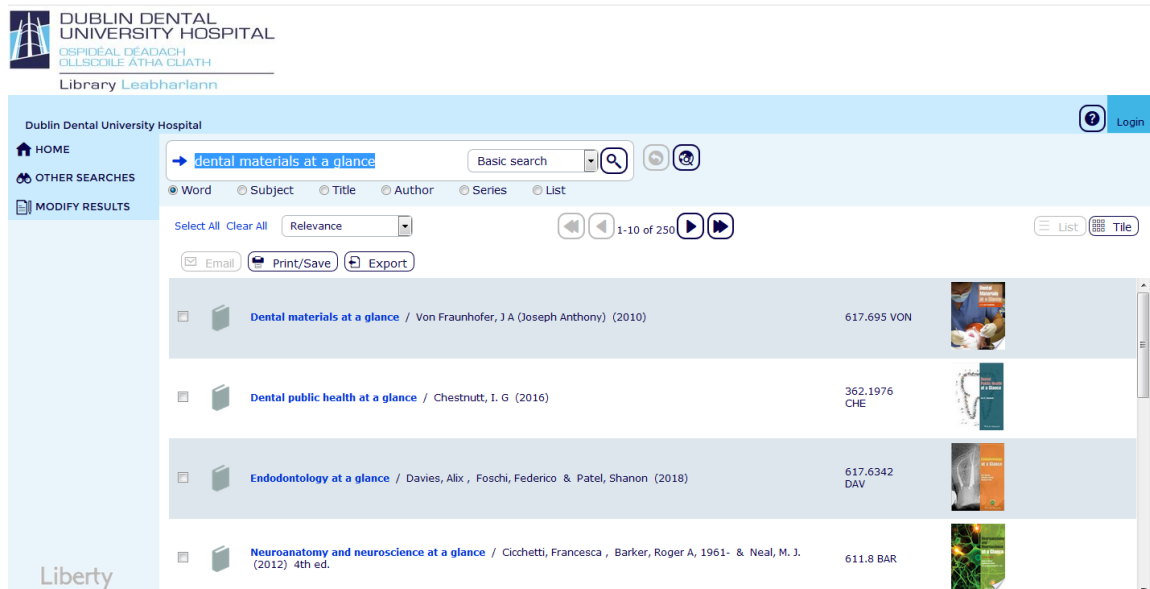 DUBLIN DENTAL
UNIVERSITY HOSPITAL
OSPIDÉAL DÉADACH
OLLSCOILE ÁTHA CLIATH
Library Leabharlann
Dublin Dental University Hospital
? Login
HOME
OTHER SEARCHES
MODIFY RESULTS
dental materials at a glance Basic search
Word Subject Title Author Series List
Select All Clear All Relevance 1-10 of 250 List Tile
Email Print/Save Export
Dental materials at a glance / Von Fraunhofer, J A (Joseph Anthony) (2010) 617.695 VON
Dental public health at a glance / Chestnutt, I. G (2016) 362.1976
CHE
Endodontology at a glance / Davies, Alix , Foschi, Federico & Patel, Shanon (2018) 617.6342
DAV
Neuroanatomy and neuroscience at a glance / Cicchetti, Francesca , Barker, Roger A, 1961- & Neal, M. J.
(2012) 4th ed. 611.8 BAR
Liberty